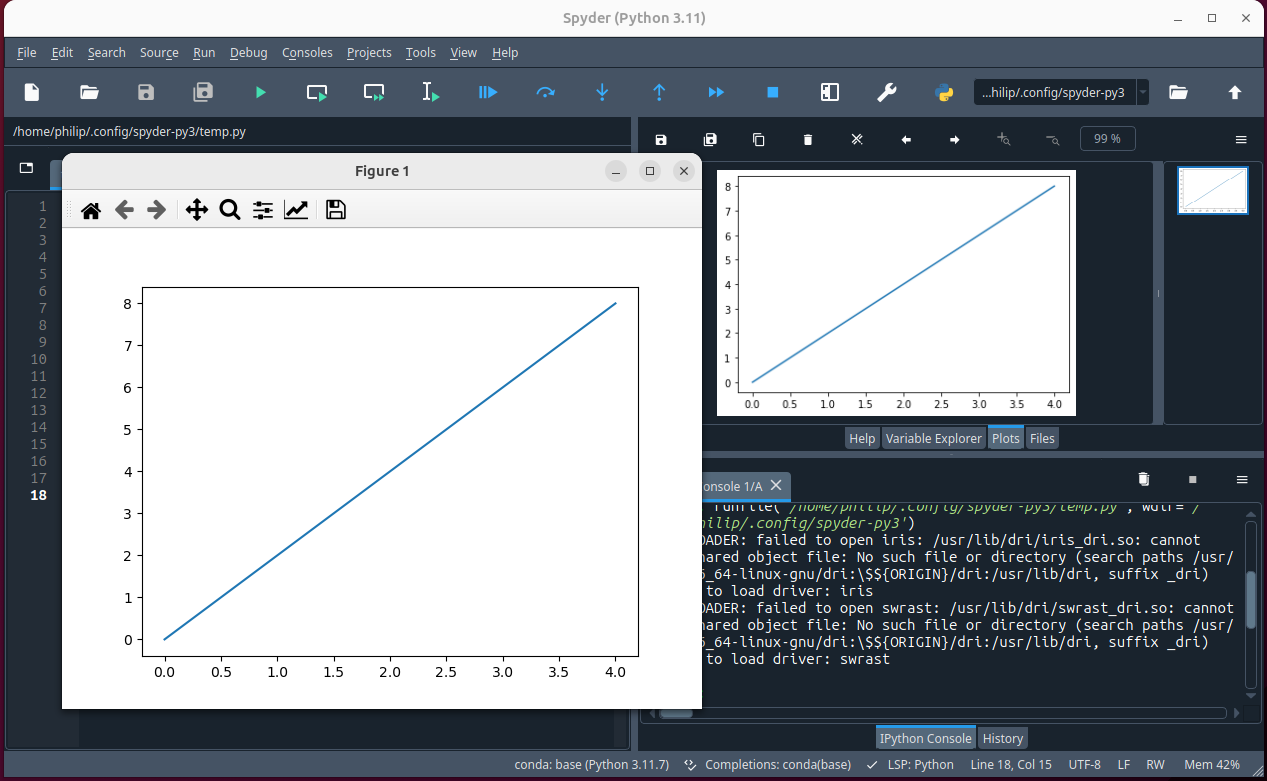 Spyder (Python 3.11)
File Edit Search Source Run Debug Consoles Projects Tools View Help
...hilip/.config/spyder-py3
/home/philip/.config/spyder-py3/temp.py
99 %
1
2
3
4
5
6
7
8
9
10
11
12
13
14
15
16
17
18
Figure 1
8
7
6
5
4
3
2
1
0
0.0 0.5 1.0 1.5 2.0 2.5 3.0 3.5 4.0
8
7
6
5
4
3
2
1
0
0.0 0.5 1.0 1.5 2.0 2.5 3.0 3.5 4.0
Help Variable Explorer Plots Files
onsole 1/A
runfile('/home/philip/.config/spyder-py3/temp.py', wdir='/
hilip/.config/spyder-py3')
OADER: failed to open iris: /usr/lib/dri/iris_dri.so: cannot
hared object file: No such file or directory (search paths /usr/
6_64-linux-gnu/dri:\$${ORIGIN}/dri:/usr/lib/dri, suffix _dri)
to load driver: iris
OADER: failed to open swrast: /usr/lib/dri/swrast_dri.so: cannot
hared object file: No such file or directory (search paths /usr/
6_64-linux-gnu/dri:\$${ORIGIN}/dri:/usr/lib/dri, suffix _dri)
to load driver: swrast
IPython Console History
conda: base (Python 3.11.7) Completions: conda(base) LSP: Python Line 18, Col 15 UTF-8 LF RW Mem 42%